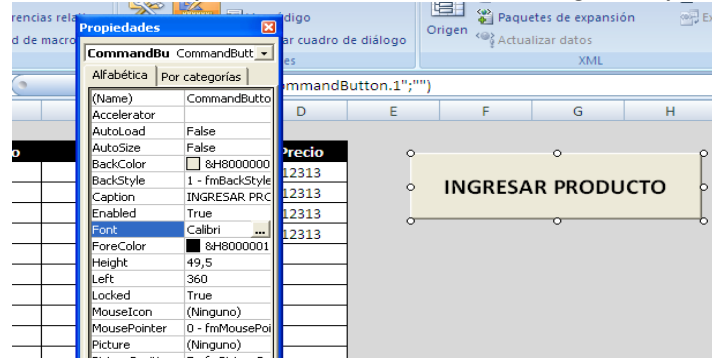 rencias rela
Propiedades
digo
Paquetes de expansión
E
d de macro
ar cuadro de diálogo
Origen
Actualizar datos
CommandBu CommandButt
es
XML
Alfabética Por categorías
ommandButton.1";"")
(Name) CommandButto
Accelerator
D E F G H
AutoLoad False
AutoSize False
o
Precio
BackColor &H8000000
12313
BackStyle 1 - fmBackStyle
12313
Caption INGRESAR PRC
INGRESAR PRODUCTO
Enabled True
12313
Font Calibri ...
12313
ForeColor &H8000001
Height 49,5
Left 360
Locked True
MouseIcon (Ninguno)
MousePointer 0 - fmMousePoi
Picture (Ninguno)